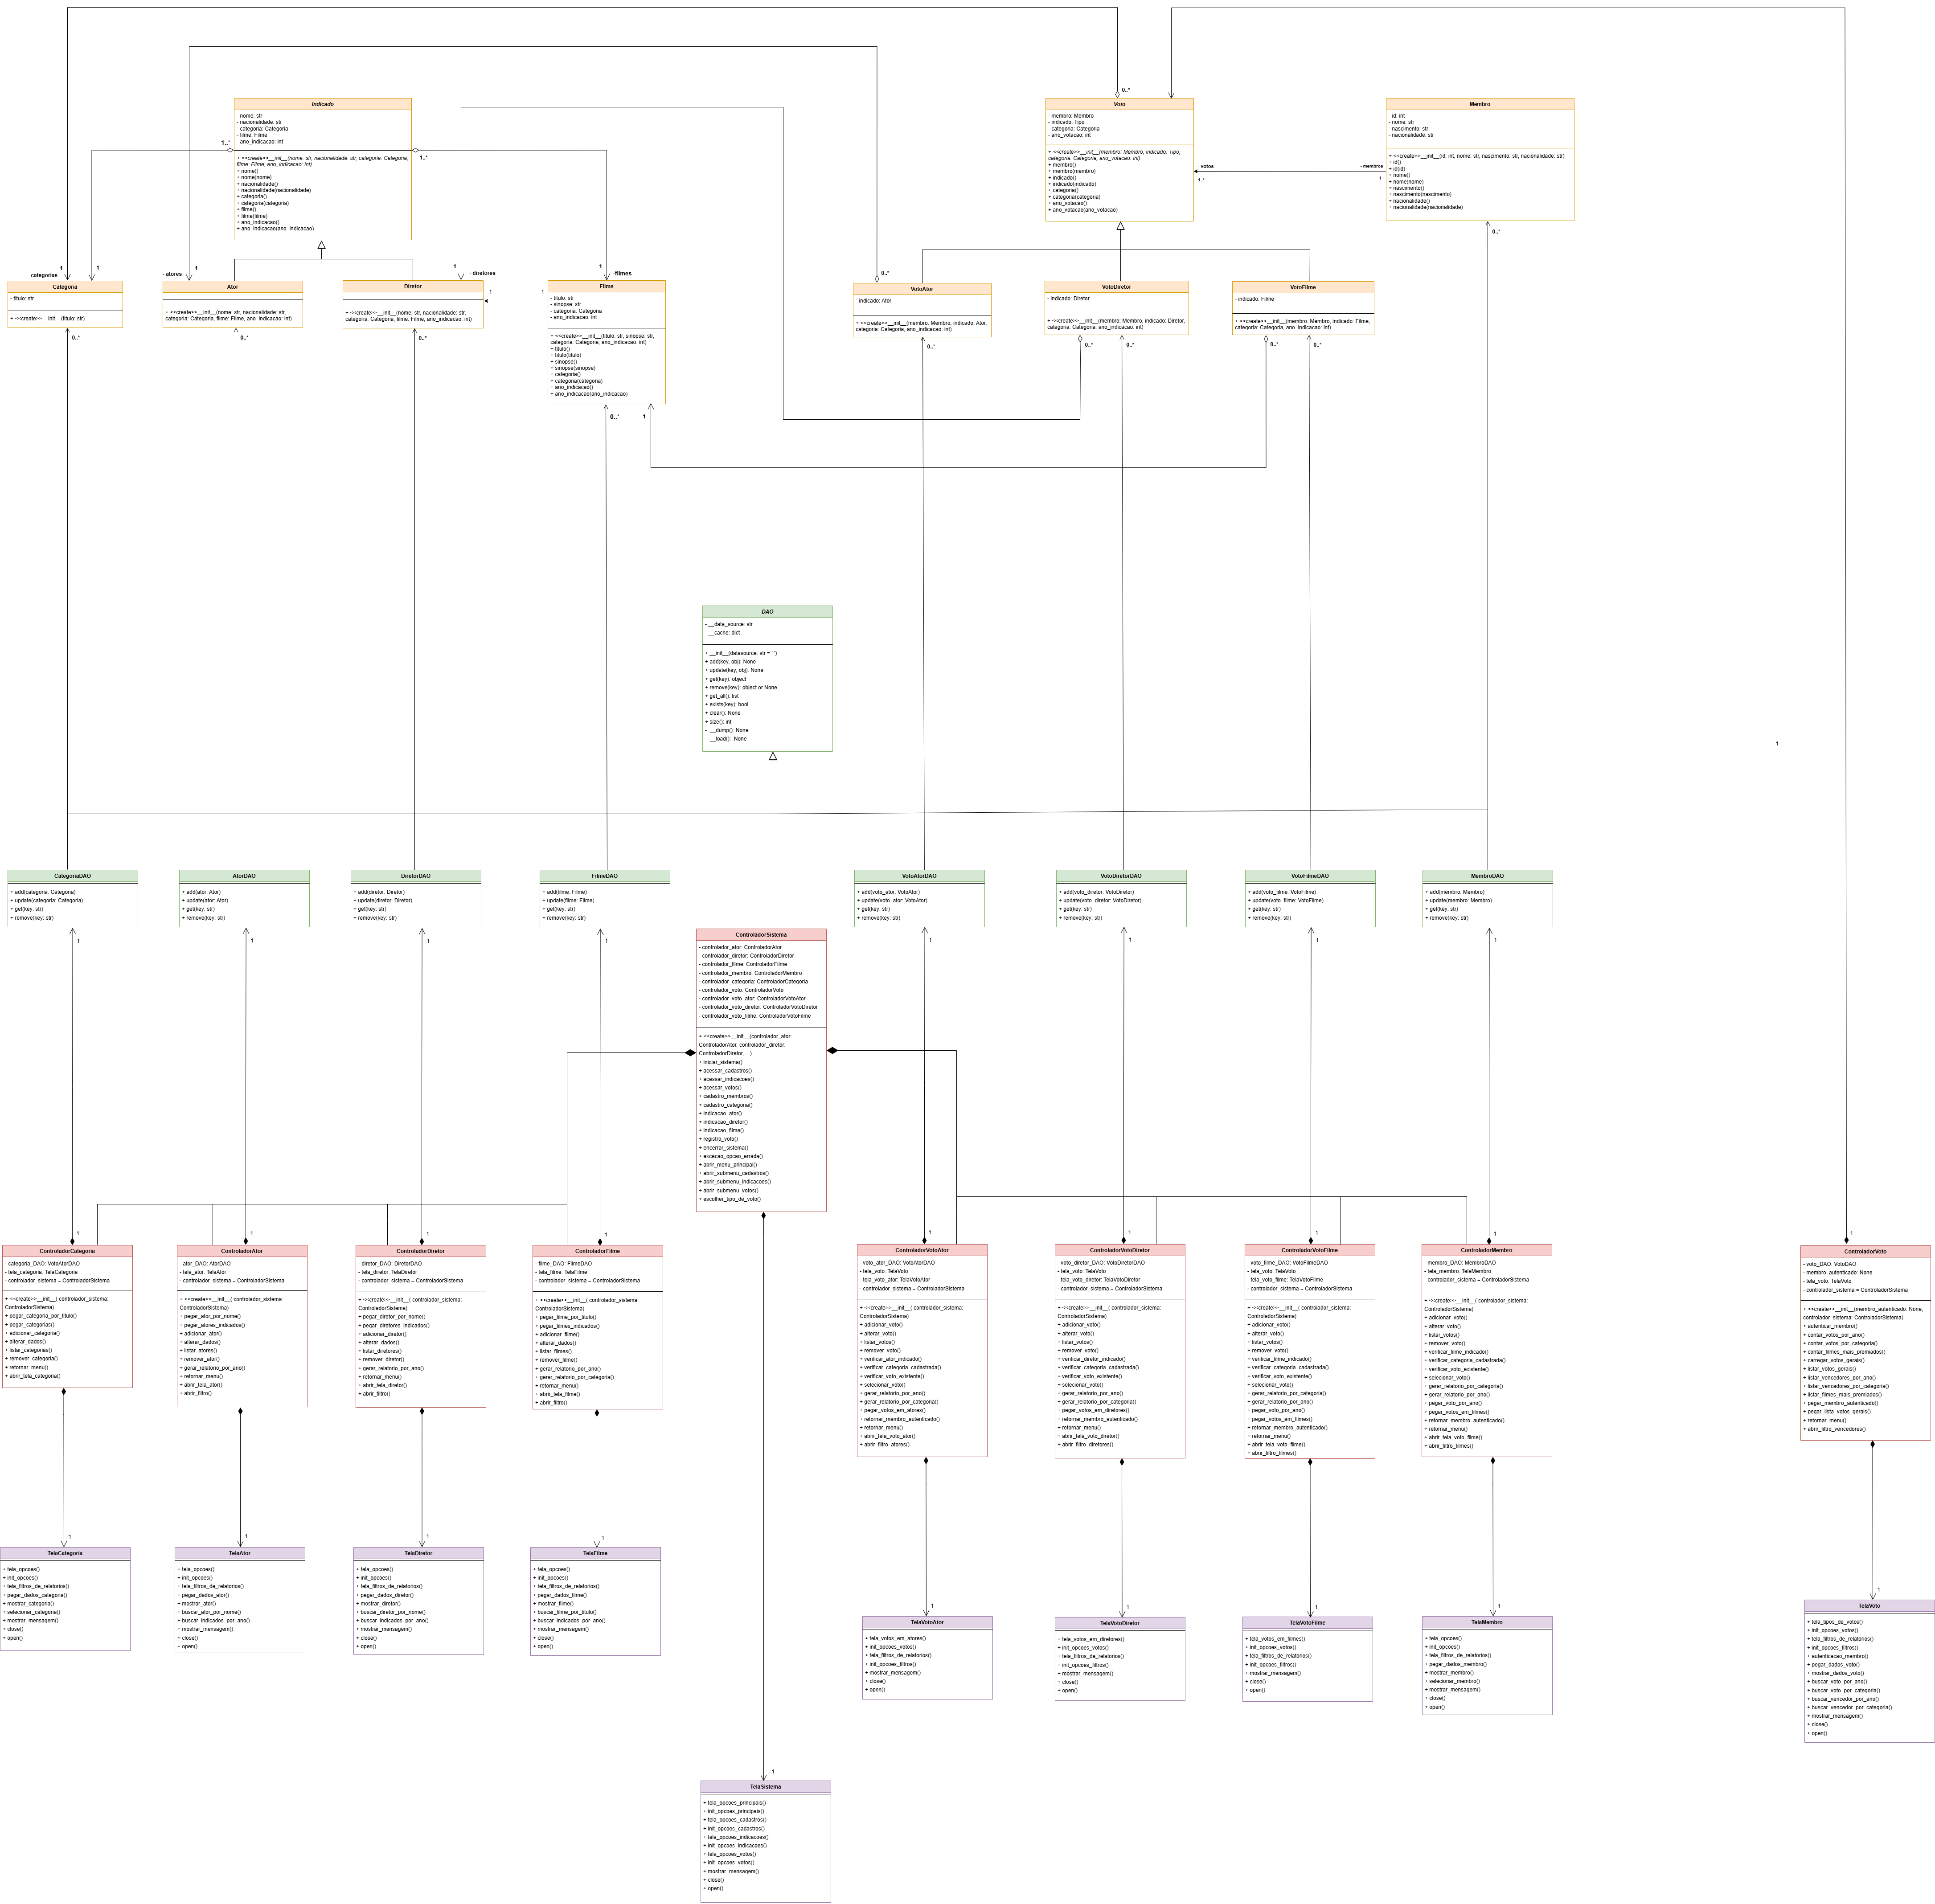 0..*
Indicado
- nome: str
- nacionalidade: str
- categoria: Categoria
- filme: Filme
- ano_indicacao: int
+ <<create>>__init__(nome: str, nacionalidade: str, categoria: Categoria,
filme: Filme, ano_indicacao: int)
+ nome()
+ nome(nome)
+ nacionalidade()
+ nacionalidade(nacionalidade)
+ categoria()
+ categoria(categoria)
+ filme()
+ filme(filme)
+ ano_indicacao()
+ ano_indicacao(ano_indicacao)
1..*
1..*
Voto
- membro: Membro
- indicado: Tipo
- categoria: Categoria
- ano_votacao: int
+ <<create>>__init__(membro: Membro, indicado: Tipo,
categoria: Categoria, ano_votacao: int)
+ membro()
+ membro(membro)
+ indicado()
+ indicado(indicado)
+ categoria()
+ categoria(categoria)
+ ano_votacao()
+ ano_votacao(ano_votacao)
- votos
1..*
- membros
1
Membro
- id: int
- nome: str
- nascimento: str
- nacionalidade: str
+ <<create>>__init__(id: int, nome: str, nascimento: str, nacionalidade: str)
+ id()
+ id(id)
+ nome()
+ nome(nome)
+ nascimento()
+ nascimento(nascimento)
+ nacionalidade()
+ nacionalidade(nacionalidade)
0..*
- categorias
1
1
Categoria
- titulo: str
+ <<create>>__init__(titulo: str)
0..*
- atores
1
Ator
+ <<create>>__init__(nome: str, nacionalidade: str,
categoria: Categoria, filme: Filme, ano_indicacao: int)
0..*
1
- diretores
Diretor
+ <<create>>__init__(nome: str, nacionalidade: str,
categoria: Categoria, filme: Filme, ano_indicacao: int)
0..*
1
1
1
-filmes
Filme
- titulo: str
- sinopse: str
- categoria: Categoria
- ano_indicacao: int
+ <<create>>__init__(titulo: str, sinopse: str,
categoria: Categoria, ano_indicacao: int)
+ titulo()
+ titulo(titulo)
+ sinopse()
+ sinopse(sinopse)
+ categoria()
+ categoria(categoria)
+ ano_indicacao()
+ ano_indicacao(ano_indicacao)
0..*
1
0..*
VotoAtor
- indicado: Ator
+ <<create>>__init__(membro: Membro, indicado: Ator,
categoria: Categoria, ano_indicacao: int)
0..*
VotoDiretor
- indicado: Diretor
+ <<create>>__init__(membro: Membro, indicado: Diretor,
categoria: Categoria, ano_indicacao: int)
0..*
0..*
VotoFilme
- indicado: Filme
+ <<create>>__init__(membro: Membro, indicado: Filme,
categoria: Categoria, ano_indicacao: int)
0..*
0..*
DAO
- __data_source: str
- __cache: dict
+ __init__(datasource: str = ' ')
+ add(key, obj): None
+ update(key, obj): None
+ get(key): object
+ remove(key): object or None
+ get_all(): list
+ exists(key): bool
+ clear(): None
+ size(): int
- __dump(): None
- __load(): None
1
CategoriaDAO
+ add(categoria: Categoria)
+ update(categoria: Categoria)
+ get(key: str)
+ remove(key: str)
1
AtorDAO
+ add(ator: Ator)
+ update(ator: Ator)
+ get(key: str)
+ remove(key: str)
1
DiretorDAO
+ add(diretor: Diretor)
+ update(diretor: Diretor)
+ get(key: str)
+ remove(key: str)
1
FilmeDAO
+ add(filme: Filme)
+ update(filme: Filme)
+ get(key: str)
+ remove(key: str)
1
VotoAtorDAO
+ add(voto_ator: VotoAtor)
+ update(voto_ator: VotoAtor)
+ get(key: str)
+ remove(key: str)
1
VotoDiretorDAO
+ add(voto_diretor: VotoDiretor)
+ update(voto_diretor: VotoDiretor)
+ get(key: str)
+ remove(key: str)
1
VotoFilmeDAO
+ add(voto_filme: VotoFilme)
+ update(voto_filme: VotoFilme)
+ get(key: str)
+ remove(key: str)
1
MembroDAO
+ add(membro: Membro)
+ update(membro: Membro)
+ get(key: str)
+ remove(key: str)
1
ControladorSistema
- controlador_ator: ControladorAtor
- controlador_diretor: ControladorDiretor
- controlador_filme: ControladorFilme
- controlador_membro: ControladorMembro
- controlador_categoria: ControladorCategoria
- controlador_voto: ControladorVoto
- controlador_voto_ator: ControladorVotoAtor
- controlador_voto_diretor: ControladorVotoDiretor
- controlador_voto_filme: ControladorVotoFilme
+ <<create>>__init__(controlador_ator:
ControladorAtor, controlador_diretor:
ControladorDiretor, ...)
+ iniciar_sistema()
+ acessar_cadastros()
+ acessar_indicacoes()
+ acessar_votos()
+ cadastro_membros()
+ cadastro_categoria()
+ indicacao_ator()
+ indicacao_diretor()
+ indicacao_filme()
+ registro_voto()
+ encerrar_sistema()
+ excecao_opcao_errada()
+ abrir_menu_principal()
+ abrir_submenu_cadastros()
+ abrir_submenu_indicacoes()
+ abrir_submenu_votos()
+ escolher_tipo_de_voto()
1
ControladorCategoria
- categoria_DAO: VotoAtorDAO
- tela_categoria: TelaCategoria
- controlador_sistema = ControladorSistema
+ <<create>>__init__( controlador_sistema:
ControladorSistema)
+ pegar_categoria_por_titulo()
+ pegar_categorias()
+ adicionar_categoria()
+ alterar_dados()
+ listar_categorias()
+ remover_categoria()
+ retornar_menu()
+ abrir_tela_categoria()
1
ControladorAtor
- ator_DAO: AtorDAO
- tela_ator: TelaAtor
- controlador_sistema = ControladorSistema
+ <<create>>__init__( controlador_sistema:
ControladorSistema)
+ pegar_ator_por_nome()
+ pegar_atores_indicados()
+ adicionar_ator()
+ alterar_dados()
+ listar_atores()
+ remover_ator()
+ gerar_relatorio_por_ano()
+ retornar_menu()
+ abrir_tela_ator()
+ abrir_filtro()
1
ControladorDiretor
- diretor_DAO: DiretorDAO
- tela_diretor: TelaDiretor
- controlador_sistema = ControladorSistema
+ <<create>>__init__( controlador_sistema:
ControladorSistema)
+ pegar_diretor_por_nome()
+ pegar_diretores_indicados()
+ adicionar_diretor()
+ alterar_dados()
+ listar_diretores()
+ remover_diretor()
+ gerar_relatorio_por_ano()
+ retornar_menu()
+ abrir_tela_diretor()
+ abrir_filtro()
1
ControladorFilme
- filme_DAO: FilmeDAO
- tela_filme: TelaFilme
- controlador_sistema = ControladorSistema
+ <<create>>__init__( controlador_sistema:
ControladorSistema)
+ pegar_filme_por_titulo()
+ pegar_filmes_indicados()
+ adicionar_filme()
+ alterar_dados()
+ listar_filmes()
+ remover_filme()
+ gerar_relatorio_por_ano()
+ gerar_relatorio_por_categoria()
+ retornar_menu()
+ abrir_tela_filme()
+ abrir_filtro()
1
ControladorVotoAtor
- voto_ator_DAO: VotoAtorDAO
- tela_voto: TelaVoto
- tela_voto_ator: TelaVotoAtor
- controlador_sistema = ControladorSistema
+ <<create>>__init__( controlador_sistema:
ControladorSistema)
+ adicionar_voto()
+ alterar_voto()
+ listar_votos()
+ remover_voto()
+ verificar_ator_indicado()
+ verificar_categoria_cadastrada()
+ verificar_voto_existente()
+ selecionar_voto()
+ gerar_relatorio_por_ano()
+ gerar_relatorio_por_categoria()
+ pegar_votos_em_atores()
+ retornar_membro_autenticado()
+ retornar_menu()
+ abrir_tela_voto_ator()
+ abrir_filtro_atores()
1
ControladorVotoDiretor
- voto_diretor_DAO: VotoDiretorDAO
- tela_voto: TelaVoto
- tela_voto_diretor: TelaVotoDiretor
- controlador_sistema = ControladorSistema
+ <<create>>__init__( controlador_sistema:
ControladorSistema)
+ adicionar_voto()
+ alterar_voto()
+ listar_votos()
+ remover_voto()
+ verificar_diretor_indicado()
+ verificar_categoria_cadastrada()
+ verificar_voto_existente()
+ selecionar_voto()
+ gerar_relatorio_por_ano()
+ gerar_relatorio_por_categoria()
+ pegar_votos_em_diretores()
+ retornar_membro_autenticado()
+ retornar_menu()
+ abrir_tela_voto_diretor()
+ abrir_filtro_diretores()
1
ControladorVotoFilme
- voto_filme_DAO: VotoFilmeDAO
- tela_voto: TelaVoto
- tela_voto_filme: TelaVotoFilme
- controlador_sistema = ControladorSistema
+ <<create>>__init__( controlador_sistema:
ControladorSistema)
+ adicionar_voto()
+ alterar_voto()
+ listar_votos()
+ remover_voto()
+ verificar_filme_indicado()
+ verificar_categoria_cadastrada()
+ verificar_voto_existente()
+ selecionar_voto()
+ gerar_relatorio_por_categoria()
+ gerar_relatorio_por_ano()
+ pegar_voto_por_ano()
+ pegar_votos_em_filmes()
+ retornar_membro_autenticado()
+ retornar_menu()
+ abrir_tela_voto_filme()
+ abrir_filtro_filmes()
1
ControladorMembro
- membro_DAO: MembroDAO
- tela_membro: TelaMembro
- controlador_sistema = ControladorSistema
+ <<create>>__init__( controlador_sistema:
ControladorSistema)
+ adicionar_voto()
+ alterar_voto()
+ listar_votos()
+ remover_voto()
+ verificar_filme_indicado()
+ verificar_categoria_cadastrada()
+ verificar_voto_existente()
+ selecionar_voto()
+ gerar_relatorio_por_categoria()
+ gerar_relatorio_por_ano()
+ pegar_voto_por_ano()
+ pegar_votos_em_filmes()
+ retornar_membro_autenticado()
+ retornar_menu()
+ abrir_tela_voto_filme()
+ abrir_filtro_filmes()
1
ControladorVoto
- voto_DAO: VotoDAO
- membro_autenticado: None
- tela_voto: TelaVoto
- controlador_sistema = ControladorSistema
+ <<create>>__init__(membro_autenticado: None,
controlador_sistema: ControladorSistema)
+ autenticar_membro()
+ contar_votos_por_ano()
+ contar_votos_por_categoria()
+ contar_filmes_mais_premiados()
+ carregar_votos_gerais()
+ listar_votos_gerais()
+ listar_vencedores_por_ano()
+ listar_vencedores_por_categoria()
+ listar_filmes_mais_premiados()
+ pegar_membro_autenticado()
+ pegar_lista_votos_gerais()
+ retornar_menu()
+ abrir_filtro_vencedores()
1
TelaCategoria
+ tela_opcoes()
+ init_opcoes()
+ tela_filtros_de_relatorios()
+ pegar_dados_categoria()
+ mostrar_categoria()
+ selecionar_categoria()
+ mostrar_mensagem()
+ close()
+ open()
1
TelaAtor
+ tela_opcoes()
+ init_opcoes()
+ tela_filtros_de_relatorios()
+ pegar_dados_ator()
+ mostrar_ator()
+ buscar_ator_por_nome()
+ buscar_indicados_por_ano()
+ mostrar_mensagem()
+ close()
+ open()
1
TelaDiretor
+ tela_opcoes()
+ init_opcoes()
+ tela_filtros_de_relatorios()
+ pegar_dados_diretor()
+ mostrar_diretor()
+ buscar_diretor_por_nome()
+ buscar_indicados_por_ano()
+ mostrar_mensagem()
+ close()
+ open()
1
TelaFilme
+ tela_opcoes()
+ init_opcoes()
+ tela_filtros_de_relatorios()
+ pegar_dados_filme()
+ mostrar_filme()
+ buscar_filme_por_titulo()
+ buscar_indicados_por_ano()
+ mostrar_mensagem()
+ close()
+ open()
1
TelaVotoAtor
+ tela_votos_em_atores()
+ init_opcoes_votos()
+ tela_filtros_de_relatorios()
+ init_opcoes_filtros()
+ mostrar_mensagem()
+ close()
+ open()
1
TelaVotoDiretor
+ tela_votos_em_diretores()
+ init_opcoes_votos()
+ tela_filtros_de_relatorios()
+ init_opcoes_filtros()
+ mostrar_mensagem()
+ close()
+ open()
1
TelaVotoFilme
+ tela_votos_em_filmes()
+ init_opcoes_votos()
+ tela_filtros_de_relatorios()
+ init_opcoes_filtros()
+ mostrar_mensagem()
+ close()
+ open()
1
TelaMembro
+ tela_opcoes()
+ init_opcoes()
+ tela_filtros_de_relatorios()
+ pegar_dados_membro()
+ mostrar_membro()
+ selecionar_membro()
+ mostrar_mensagem()
+ close()
+ open()
1
TelaVoto
+ tela_tipos_de_votos()
+ init_opcoes_votos()
+ tela_filtros_de_relatorios()
+ init_opcoes_filtros()
+ autenticacao_membro()
+ pegar_dados_voto()
+ mostrar_dados_voto()
+ buscar_voto_por_ano()
+ buscar_voto_por_categoria()
+ buscar_vencedor_por_ano()
+ buscar_vencedor_por_categoria()
+ mostrar_mensagem()
+ close()
+ open()
1
TelaSistema
+ tela_opcoes_principais()
+ init_opcoes_principais()
+ tela_opcoes_cadastros()
+ init_opcoes_cadastros()
+ tela_opcoes_indicacoes()
+ init_opcoes_indicacoes()
+ tela_opcoes_votos()
+ init_opcoes_votos()
+ mostrar_mensagem()
+ close()
+ open()